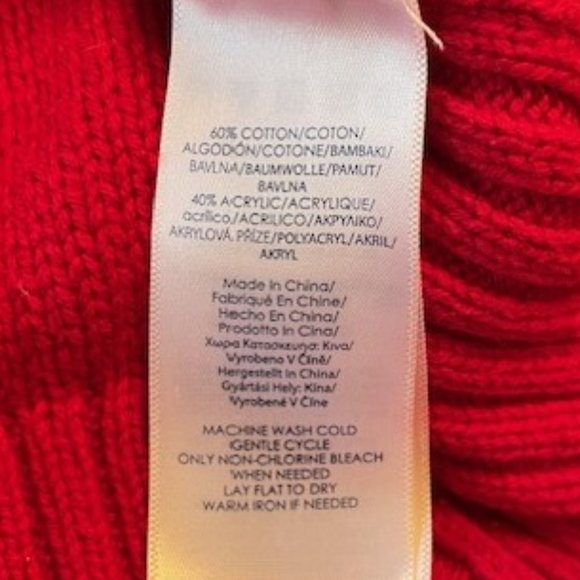 60% COTTON/COTON/
ALGODÓN/COTONE/BAMBAKI/
BAVLNA/BAUMWOLLE/PAMUT/
BAVLNA
40% ACRYLIC/ACRYLIQUE/
acrílico/ACRILICO/ΑΚΡΥΛΙΚΟ/
AKRYLOVÁ PŘÍZE/POLYACRYL/AKRIL/
AKRYL
Made In China/
Fabriqué En Chine/
Hecho En China/
Prodotto In Cina/
Χωρα Κατασκευησ: Κινα/
Vyrobeno V Číně/
Hergestellt in China/
Gyártási Hely: Kína/
Vyrobené V Číne
MACHINE WASH COLD
GENTLE CYCLE
ONLY NON-CHLORINE BLEACH
WHEN NEEDED
LAY FLAT TO DRY
WARM IRON IF NEEDED